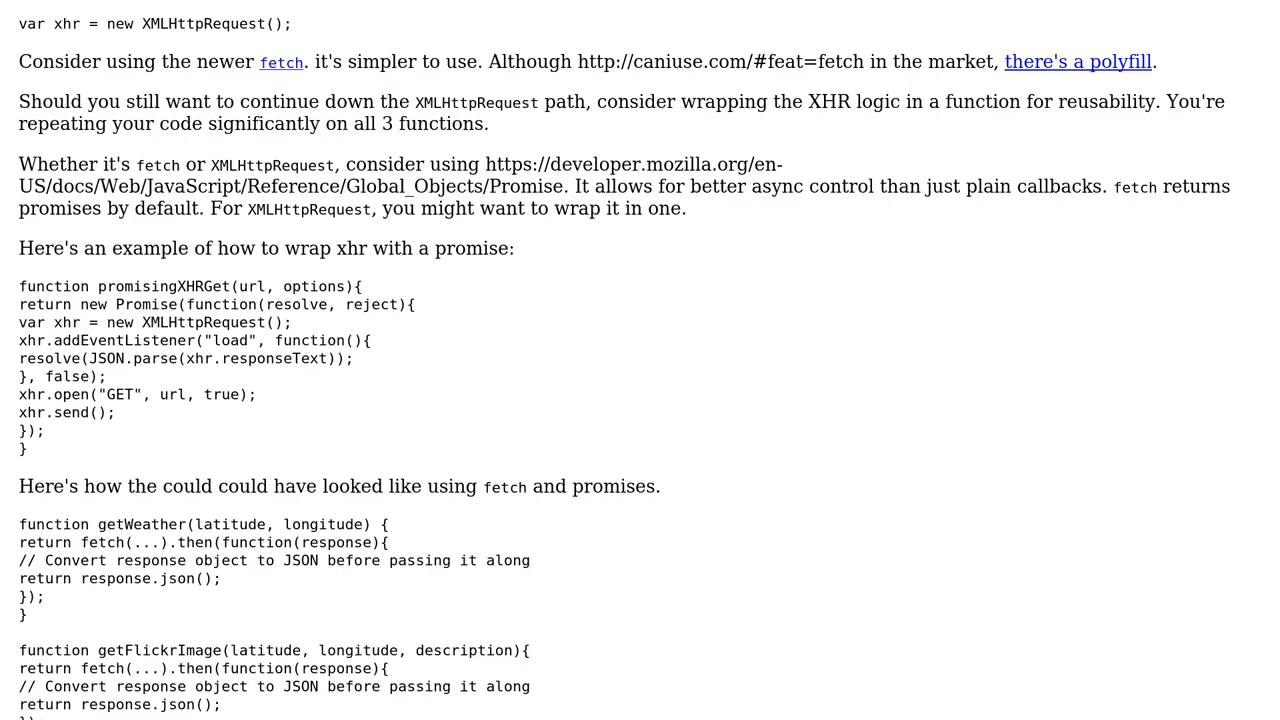 var xhr = new XMLHttpRequest();
Consider using the newer fetch. it's simpler to use. Although http://caniuse.com/#feat=fetch in the market, there's a polyfill.
Should you still want to continue down the XMLHttpRequest path, consider wrapping the XHR logic in a function for reusability. You're
repeating your code significantly on all 3 functions.
Whether it's fetch or XMLHttpRequest, consider using https://developer.mozilla.org/en-
US/docs/Web/JavaScript/Reference/Global_Objects/Promise. It allows for better async control than just plain callbacks. fetch returns
promises by default. For XMLHttpRequest, you might want to wrap it in one.
Here's an example of how to wrap xhr with a promise:
function promisingXHRGet(url, options){
return new Promise(function(resolve, reject){
var xhr = new XMLHttpRequest();
xhr.addEventListener("load", function(){
resolve(JSON.parse(xhr.responseText));
}, false);
xhr.open("GET", url, true);
xhr.send();
});
}
Here's how the could could have looked like using fetch and promises.
function getWeather(latitude, longitude) {
return fetch(...).then(function(response){
// Convert response object to JSON before passing it along
return response.json();
});
}
function getFlickrImage(latitude, longitude, description){
return fetch(...).then(function(response){
// Convert response object to JSON before passing it along
return response.json();